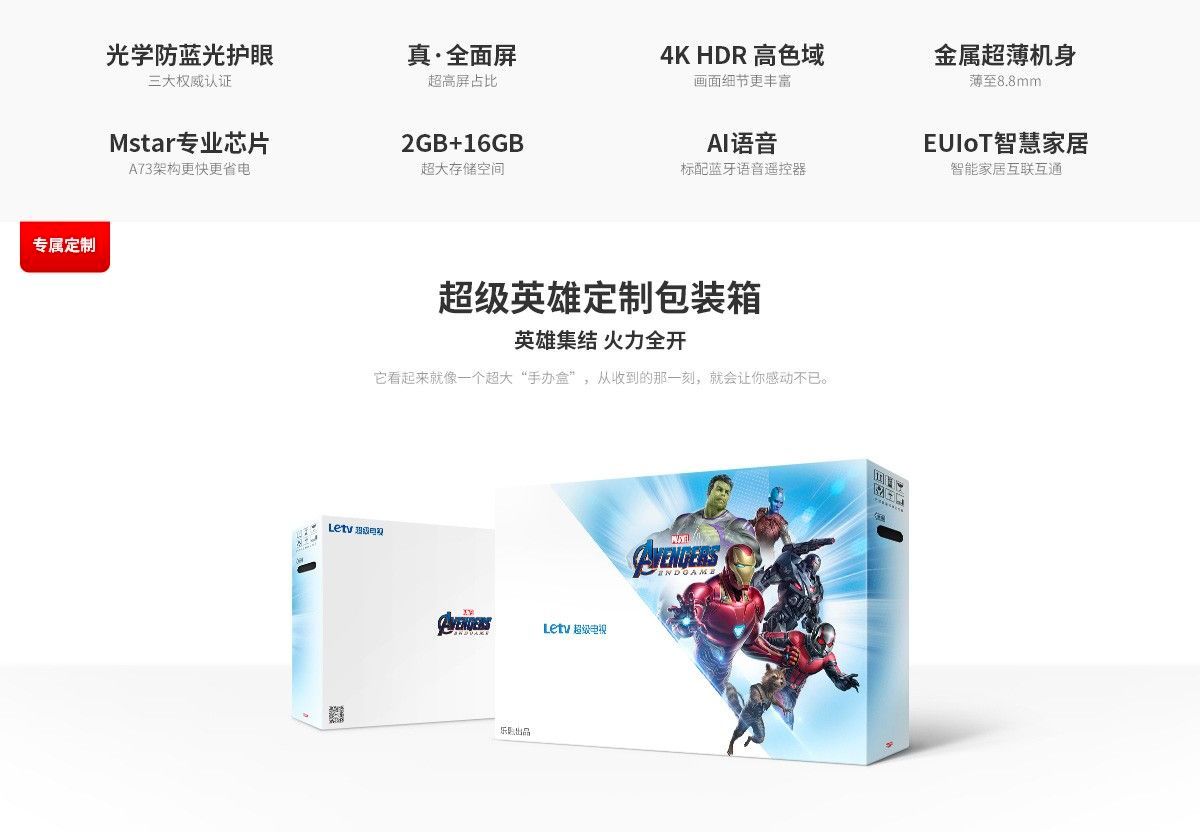 光学防蓝光护眼
三大权威认证
真·全面屏
超高屏占比
4K HDR 高色域
画面细节更丰富
金属超薄机身
薄至8.8mm
Mstar专业芯片
A73架构更快更省电
2GB+16GB
超大存储空间
AI语音
标配蓝牙语音遥控器
EUIoT智慧家居
智能家居互联互通
专属定制
超级英雄定制包装箱
英雄集结 火力全开
它看起来就像一个超大“手办盒”，从收到的那一刻，就会让你感动不已。
Letv 超级电视
AVENGERS
ENDGAME
MARVEL
AVENGERS
ENDGAME
Letv 超级电视
乐融出品